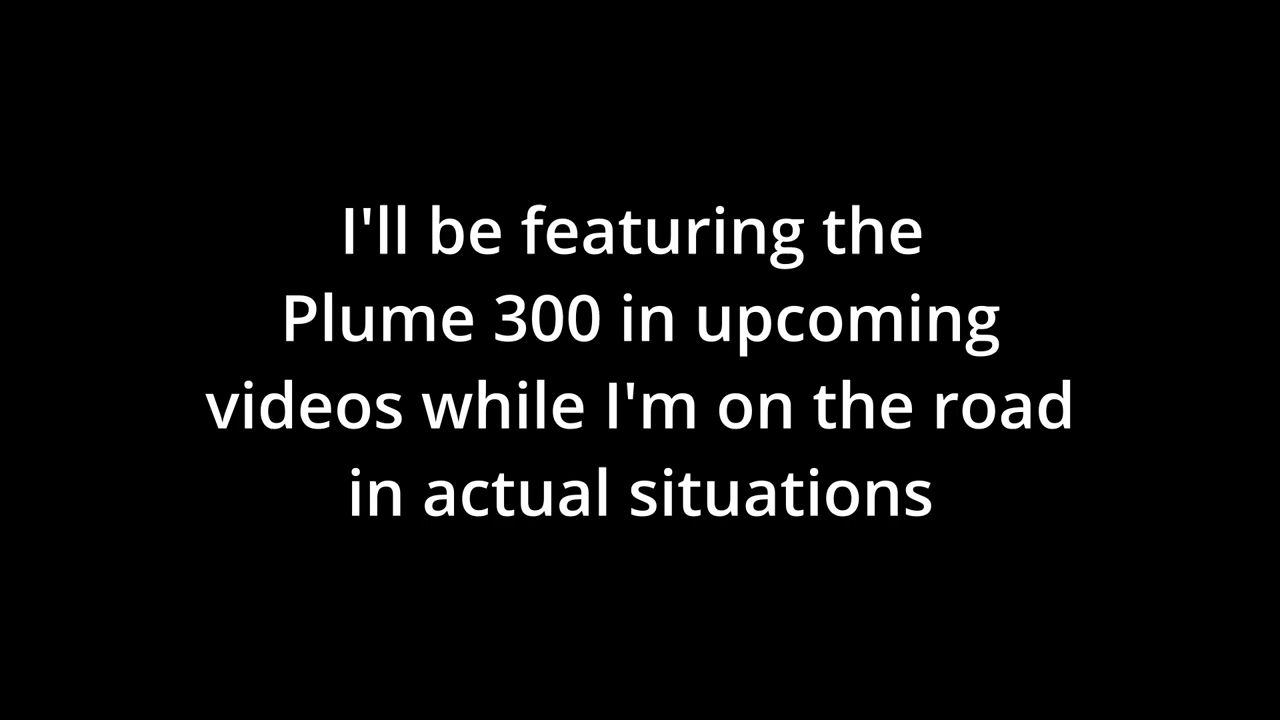 I'll be featuring the
Plume 300 in upcoming
videos while I'm on the road
in actual situations